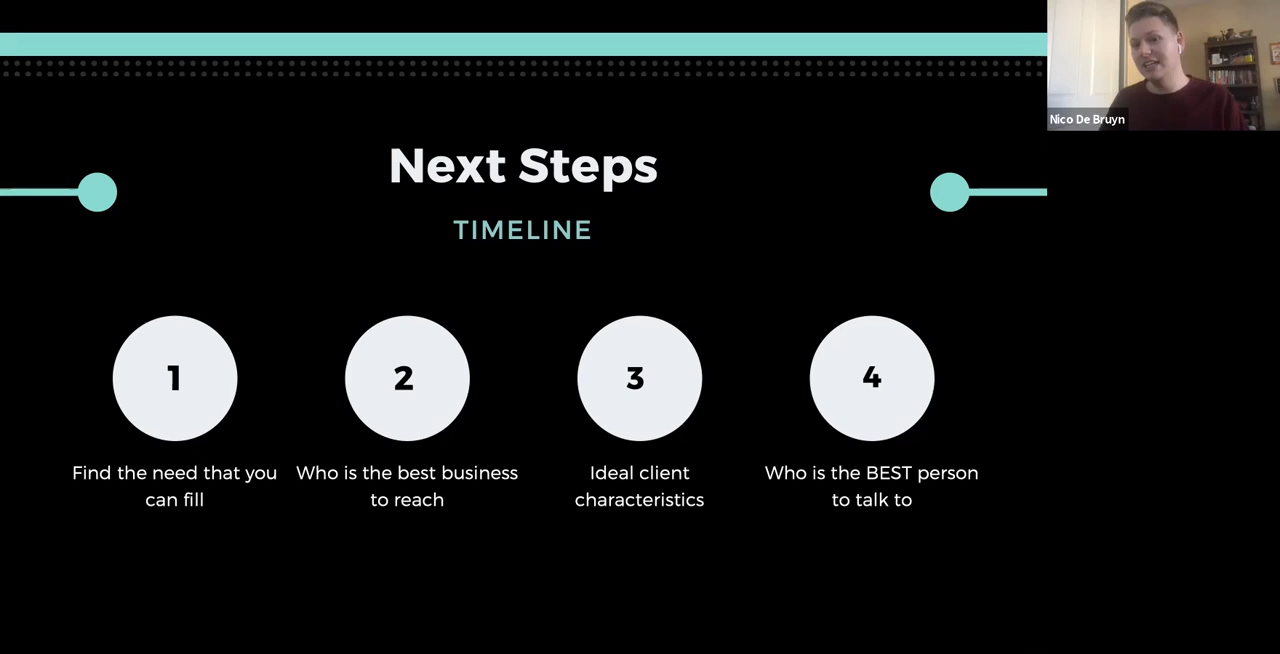 Nico De Bruyn
Next Steps
TIMELINE
1
2
3
4
Find the need that you
can fill
Who is the best business
to reach
Ideal client
characteristics
Who is the BEST person
to talk to